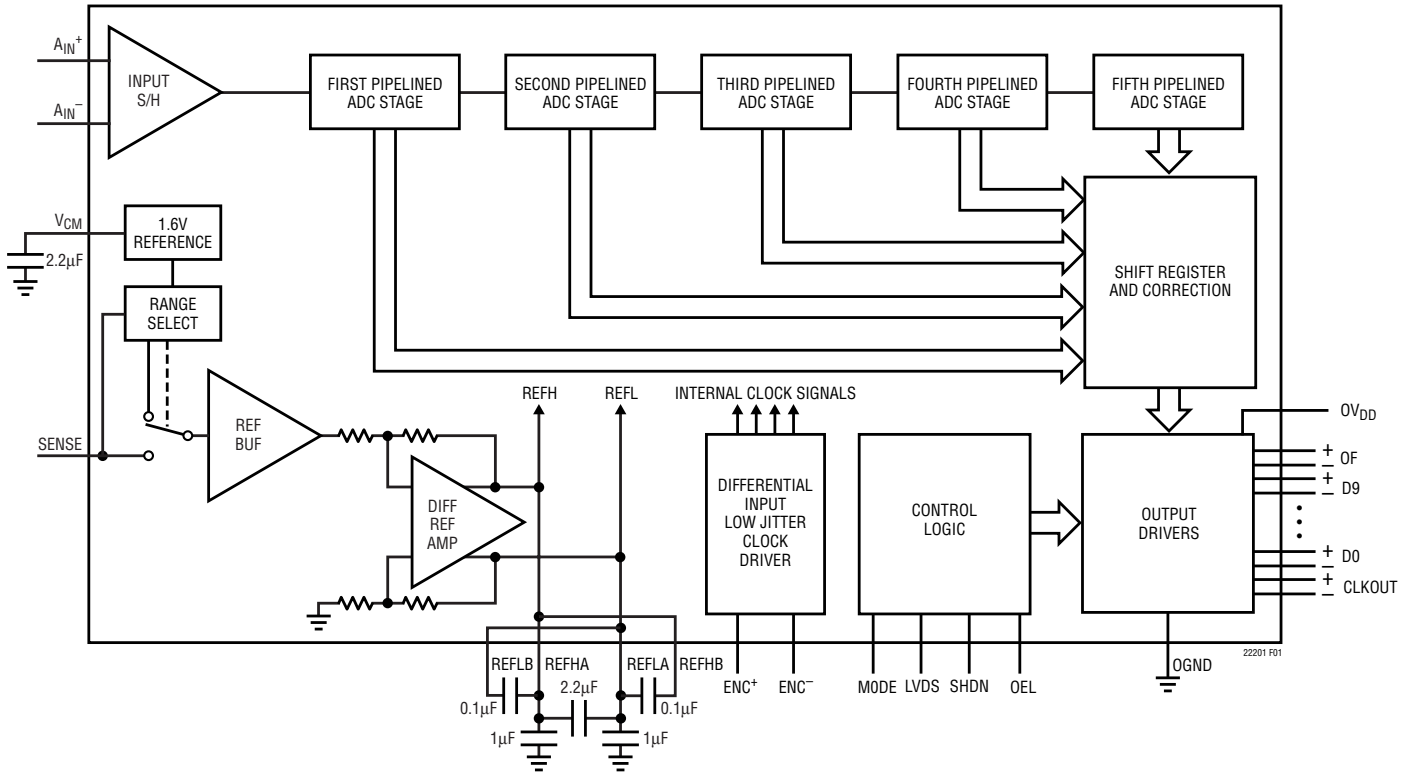 AIN+
INPUT
S/H
AIN−
FIRST PIPELINED
ADC STAGE
SECOND PIPELINED
ADC STAGE
THIRD PIPELINED
ADC STAGE
FOURTH PIPELINED
ADC STAGE
FIFTH PIPELINED
ADC STAGE
VCM
2.2µF
1.6V
REFERENCE
RANGE
SELECT
SHIFT REGISTER
AND CORRECTION
SENSE
REF
BUF
REFH
REFL
INTERNAL CLOCK SIGNALS
DIFF
REF
AMP
DIFFERENTIAL
INPUT
LOW JITTER
CLOCK
DRIVER
CONTROL
LOGIC
OUTPUT
DRIVERS
OVDD
+
−
OF
+
−
D9
+
−
D0
+
−
CLKOUT
22201 F01
REFLB
REFHA
REFLA
REFHB
0.1µF
2.2µF
0.1µF
1µF
1µF
ENC+
ENC−
MODE
LVDS
SHDN
OEL
OGND